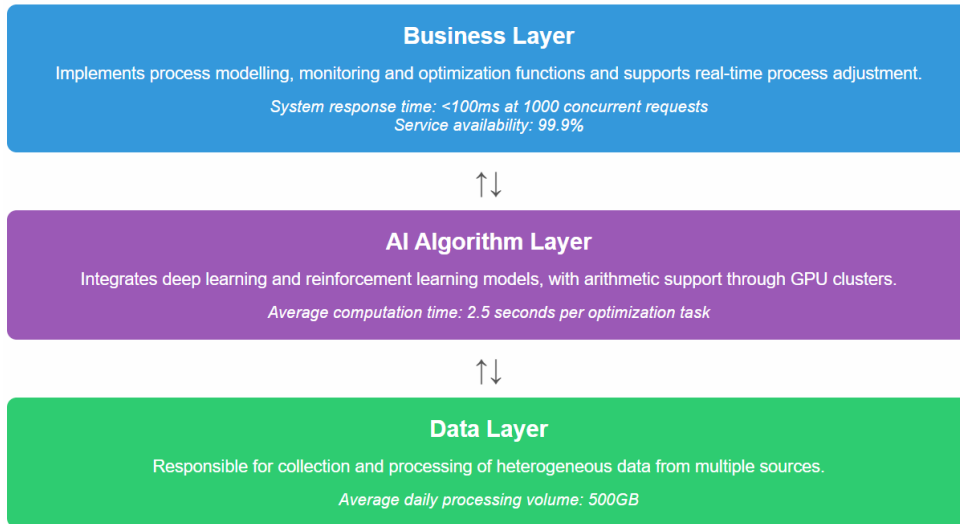 Business Layer
Implements process modelling, monitoring and optimization functions and supports real-time process adjustment.
System response time: <100ms at 1000 concurrent requests
Service availability: 99.9%
↑↓
AI Algorithm Layer
Integrates deep learning and reinforcement learning models, with arithmetic support through GPU clusters.
Average computation time: 2.5 seconds per optimization task
↑↓
Data Layer
Responsible for collection and processing of heterogeneous data from multiple sources.
Average daily processing volume: 500GB